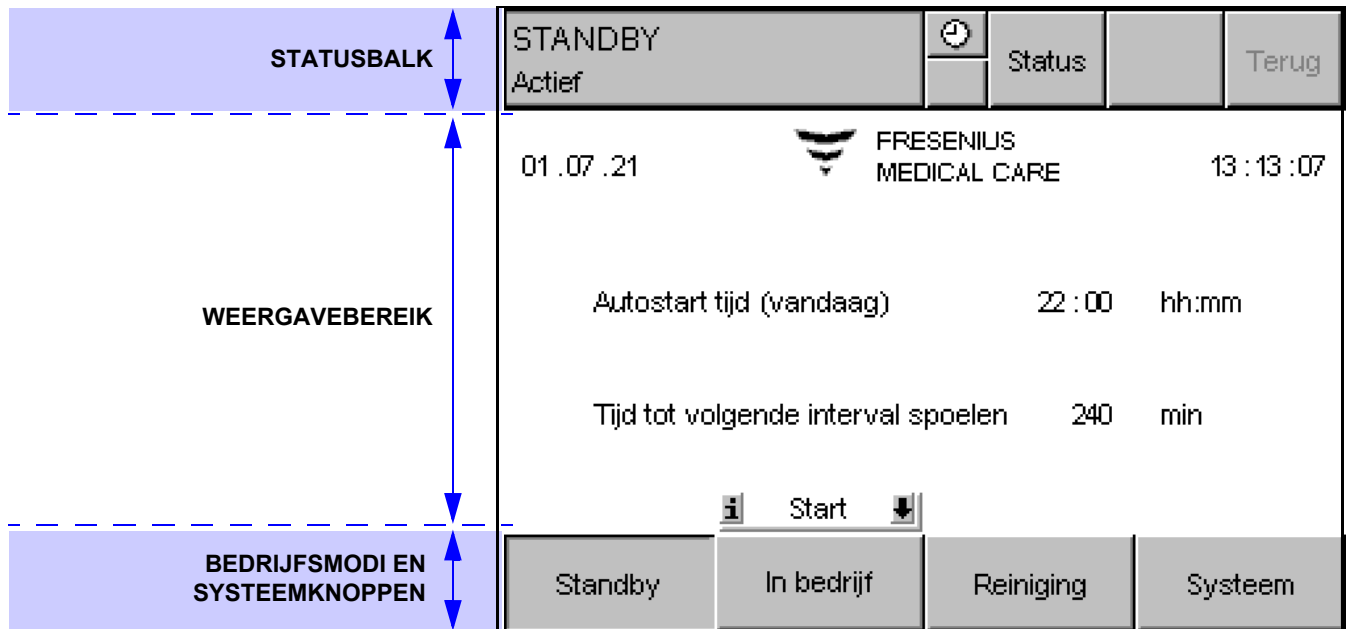 STATUSBALK
STANDBY
Actief
Status
Terug
01.07.21
FRESENIUS
MEDICAL CARE
13:13:07
WEERGAVEBEREIK
Autostart tijd (vandaag) 22:00 hh:mm
Tijd tot volgende interval spoelen 240 min
i Start
BEDRIJFSMODI EN
SYSTEEMKNOPPEN
Standby
In bedrijf
Reiniging
Systeem